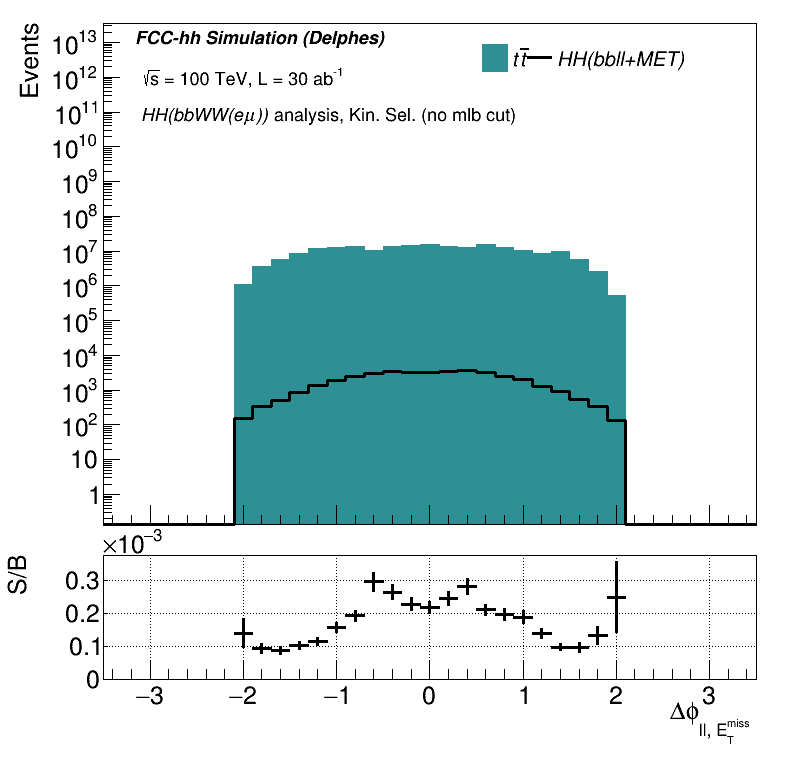 FCC-hh Simulation (Delphes)
tt̅ HH(bbll+MET)
√s = 100 TeV, L = 30 ab⁻¹
HH(bbWW(eμ)) analysis, Kin. Sel. (no mlb cut)
Events
10¹³
10¹²
10¹¹
10¹⁰
10⁹
10⁸
10⁷
10⁶
10⁵
10⁴
10³
10²
10
1
×10⁻³
S/B
0.3
0.2
0.1
0
−3 −2 −1 0 1 2 3
Δϕ_{ll, E_T^{miss}}